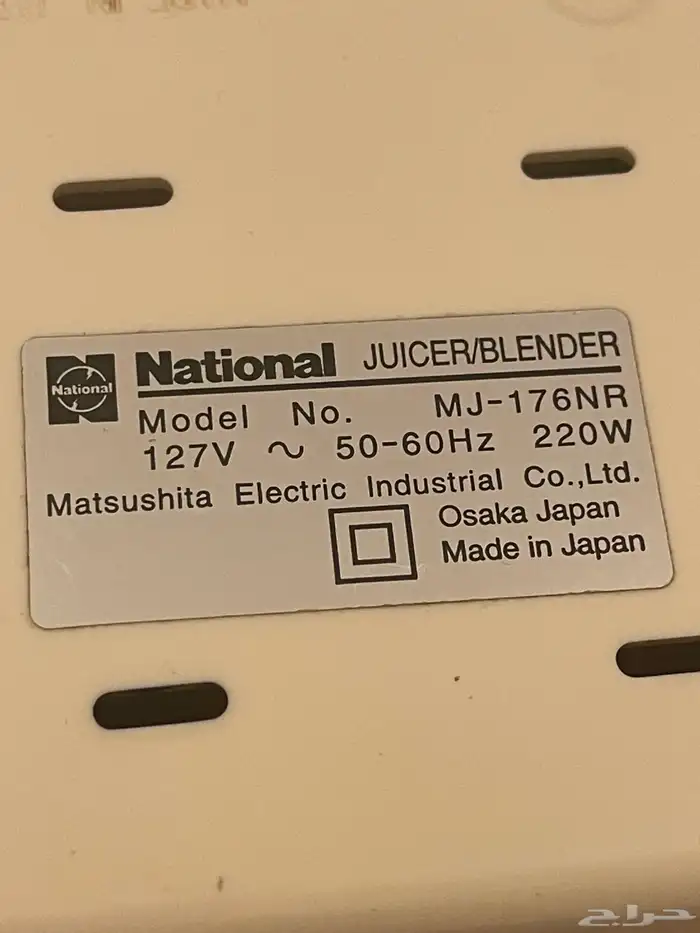 National National JUICER/BLENDER
Model No. MJ-176NR
127V ~ 50-60Hz 220W
Matsushita Electric Industrial Co.,Ltd.
Osaka Japan
Made in Japan
حراج